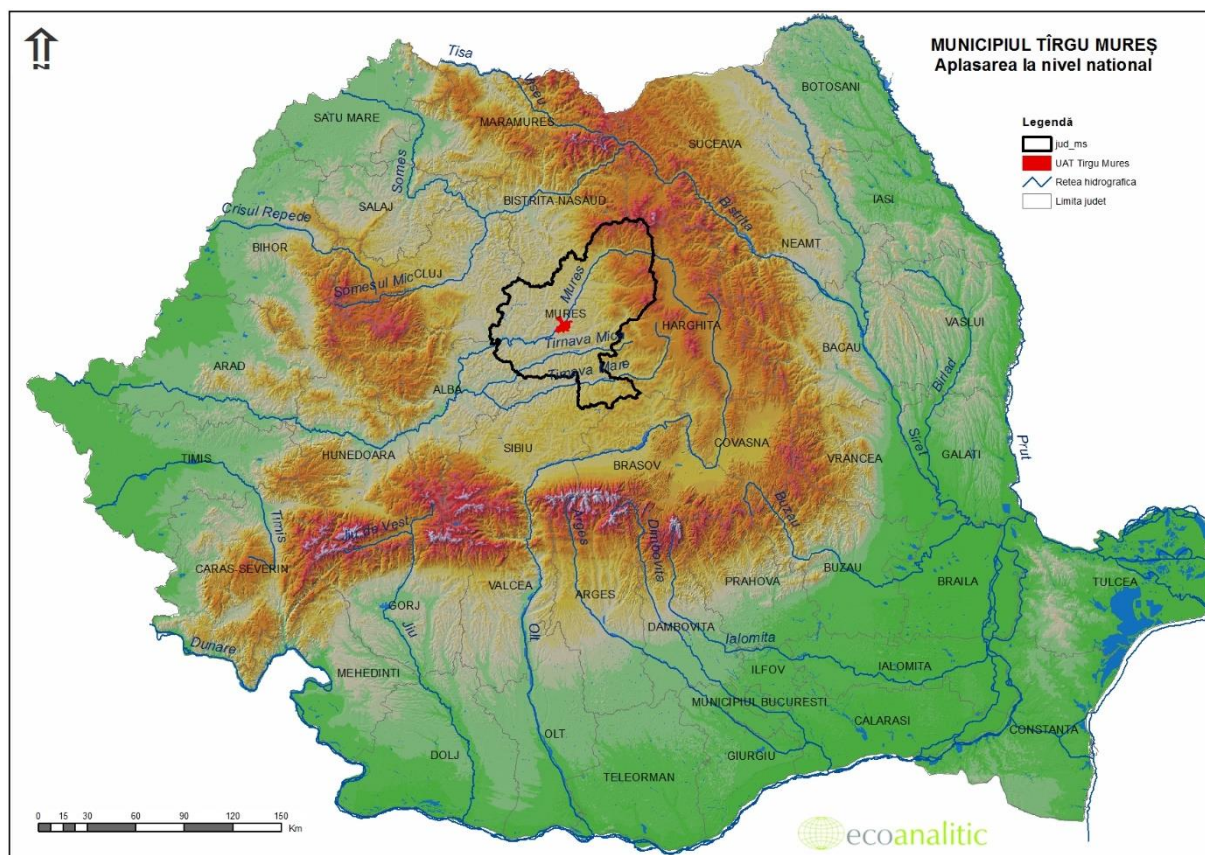 MUNICIPIUL TÎRGU MUREȘ
Aplasarea la nivel national
Legendă
jud_ms
UAT Tirgu Mures
Retea hidrografica
Limita judet
N
Tisa
Viseu
BOTOSANI
SATU MARE
MARAMURES
SUCEAVA
Somes
SALAJ
BISTRITA-NASAUD
IASI
Crisul Repede
Bistrita
BIHOR
NEAMT
Somesul Mic
CLUJ
Mures
MURES
HARGHITA
VASLUI
Tirnava Mica
BACAU
Birlad
ARAD
Tirnava Mare
ALBA
Siret
Prut
SIBIU
COVASNA
HUNEDOARA
TIMIS
BRASOV
VRANCEA
GALATI
Timis
Buzau
Jiu de Vest
Arges
Dimbovita
CARAS-SEVERIN
VALCEA
ARGES
PRAHOVA
BUZAU
BRAILA
TULCEA
GORJ
Jiu
Olt
DAMBOVITA
Dunare
Ialomita
IALOMITA
MEHEDINTI
ILFOV
MUNICIPIUL BUCURESTI
CALARASI
CONSTANTA
OLT
DOLJ
GIURGIU
TELEORMAN
0 15 30 60 90 120 150
Km
ecoanalitic